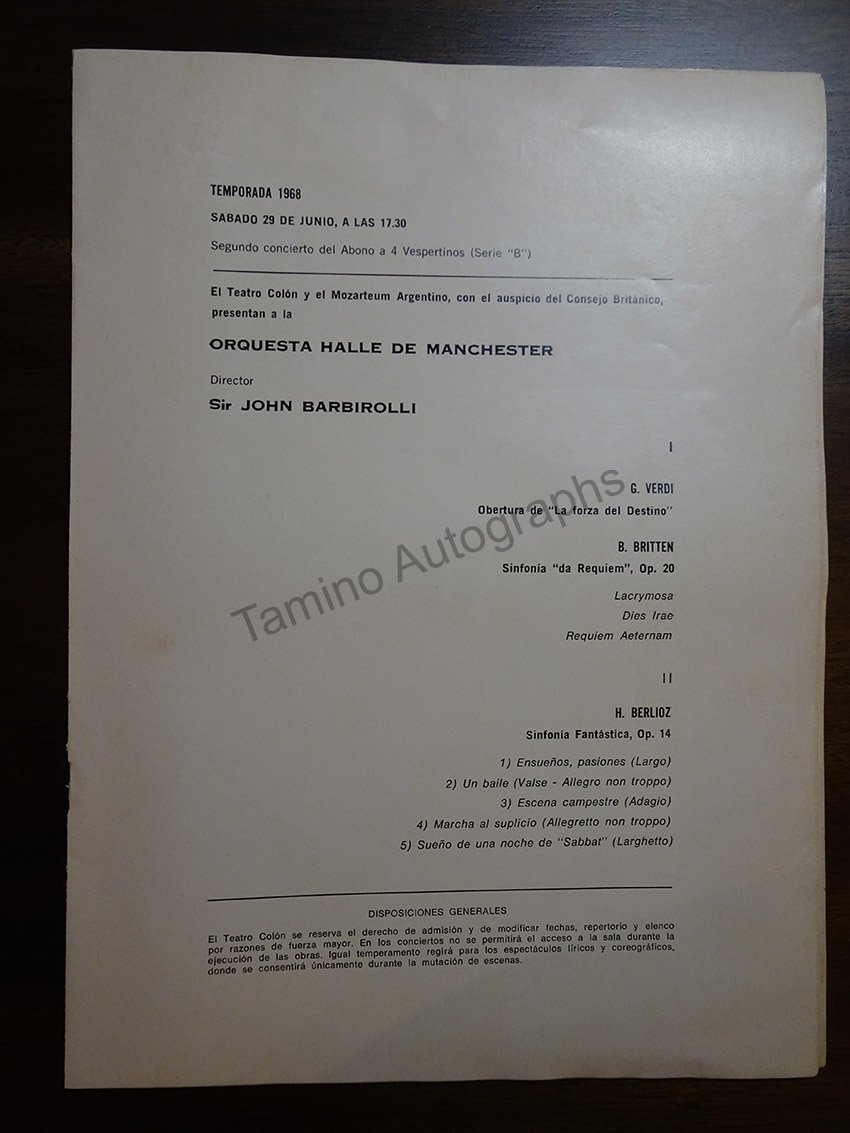 TEMPORADA 1968
SABADO 29 DE JUNIO, A LAS 17.30
Segundo concierto del Abono a 4 Vespertinos (Serie "B")
El Teatro Colón y el Mozarteum Argentino, con el auspicio del Consejo Británico,
presentan a la
ORQUESTA HALLE DE MANCHESTER
Director
Sir JOHN BARBIROLLI
I
G. VERDI
Obertura de "La forza del Destino"
B. BRITTEN
Sinfonía "da Requiem", Op. 20
Lacrymosa
Dies Irae
Requiem Aeternam
II
H. BERLIOZ
Sinfonía Fantástica, Op. 14
1) Ensueños, pasiones (Largo)
2) Un baile (Valse - Allegro non troppo)
3) Escena campestre (Adagio)
4) Marcha al suplicio (Allegretto non troppo)
5) Sueño de una noche de "Sabbat" (Larghetto)
DISPOSICIONES GENERALES
El Teatro Colón se reserva el derecho de admisión y de modificar fechas, repertorio y elenco
por razones de fuerza mayor. En los conciertos no se permitirá el acceso a la sala durante la
ejecución de las obras. Igual temperamento regirá para los espectáculos líricos y coreográficos,
donde se consentirá únicamente durante la mutación de escenas.
Tamino Autographs